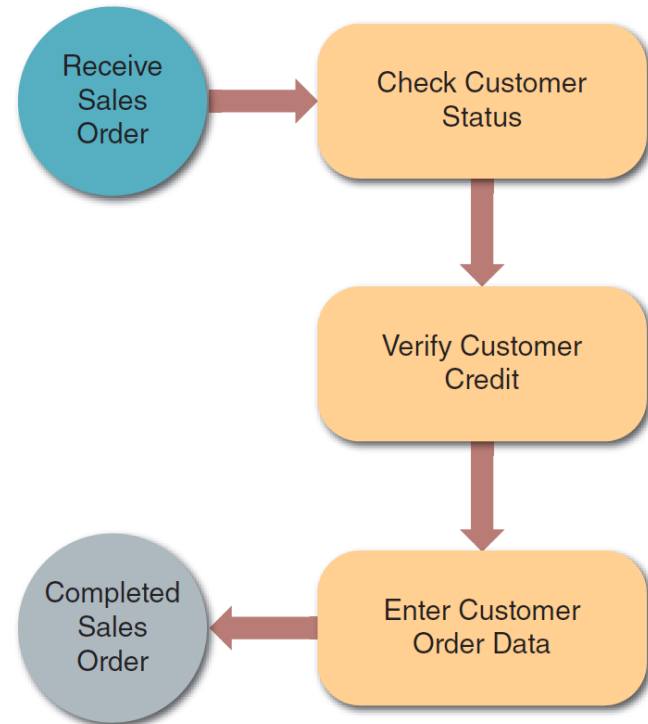 Receive
Sales
Order
Check Customer
Status
Verify Customer
Credit
Enter Customer
Order Data
Completed
Sales
Order